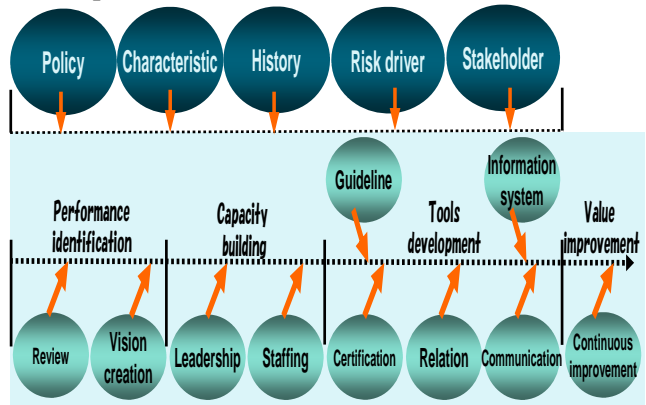 Policy
Characteristic
History
Risk driver
Stakeholder
Guideline
Information
system
Performance
identification
Capacity
building
Tools
development
Value
improvement
Review
Vision
creation
Leadership
Staffing
Certification
Relation
Communication
Continuous
improvement